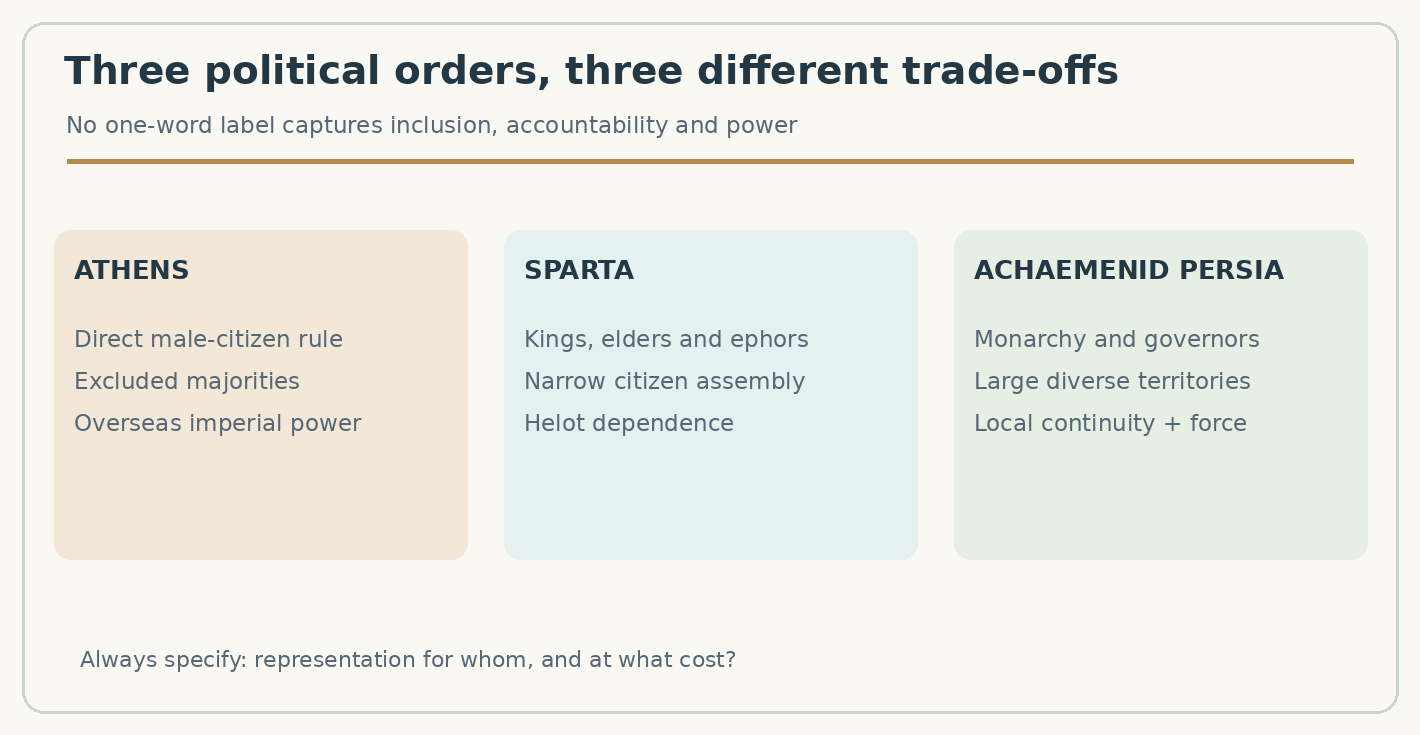 Three political orders, three different trade-offs
No one-word label captures inclusion, accountability and power
ATHENS
Direct male-citizen rule
Excluded majorities
Overseas imperial power
SPARTA
Kings, elders and ephors
Narrow citizen assembly
Helot dependence
ACHAEMENID PERSIA
Monarchy and governors
Large diverse territories
Local continuity + force
Always specify: representation for whom, and at what cost?